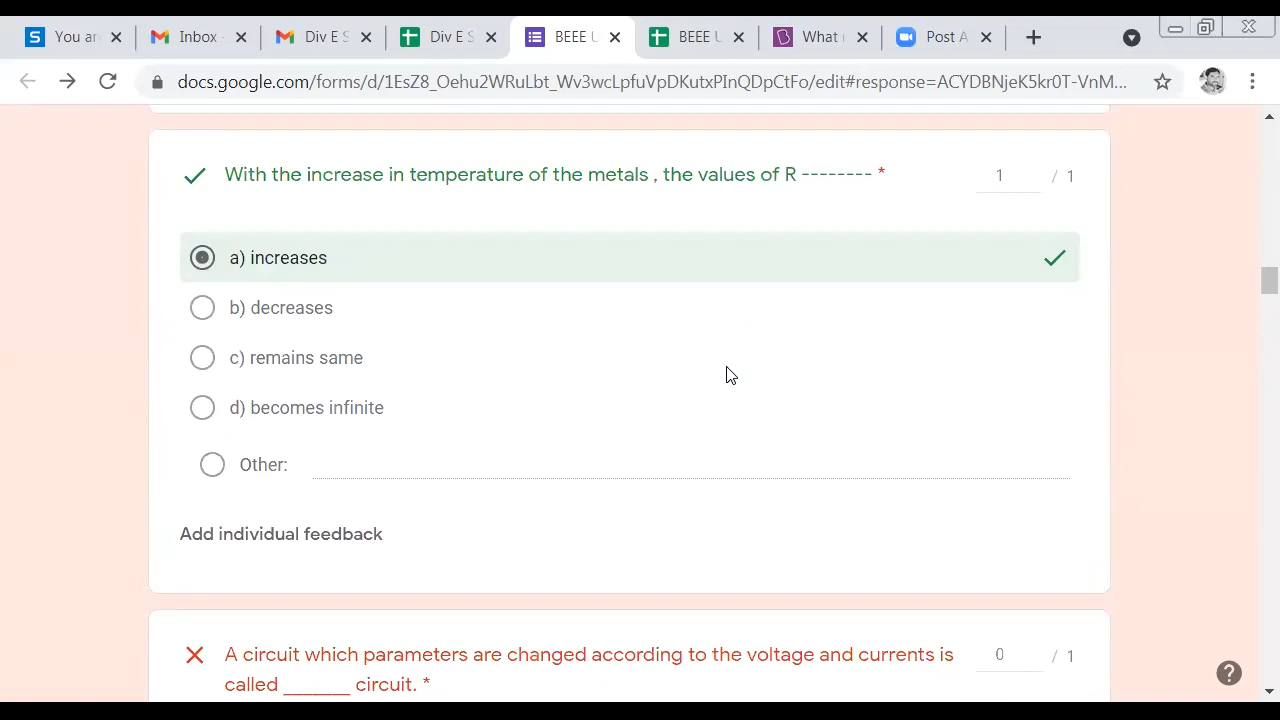 You ar
Inbox
Div E S
Div E S
BEEE U
BEEE U
What I
Post A
docs.google.com/forms/d/1EsZ8_Oehu2WuuLbt_Wv3wcLpfuVpDKutxPInQDpCtFo/edit#response=ACYDBNjeK5kr0T-VnM...
With the increase in temperature of the metals , the values of R -------- *
1 / 1
a) increases
b) decreases
c) remains same
d) becomes infinite
Other:
Add individual feedback
A circuit which parameters are changed according to the voltage and currents is
called _______ circuit. *
0 / 1